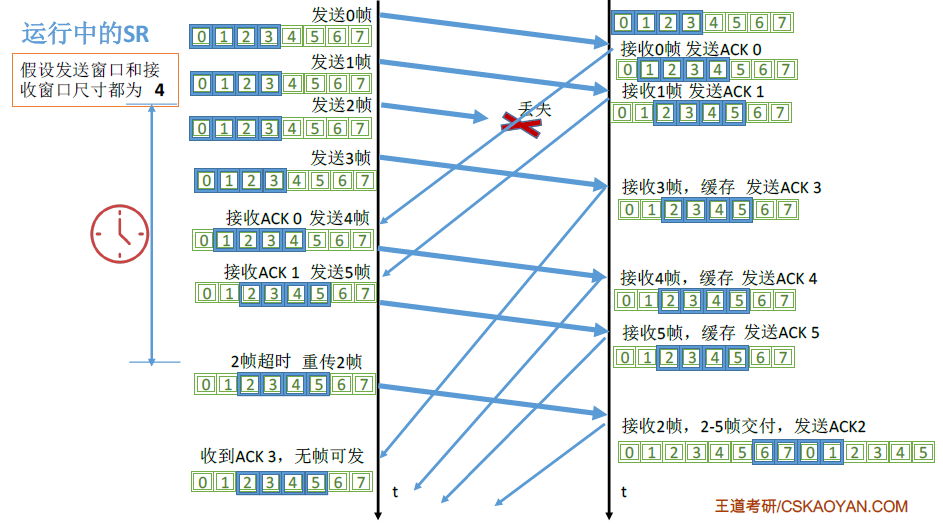 运行中的SR
假设发送窗口和接
收窗口尺寸都为 4
发送0帧
0 1 2 3 4 5 6 7
发送1帧
0 1 2 3 4 5 6 7
发送2帧
0 1 2 3 4 5 6 7
发送3帧
0 1 2 3 4 5 6 7
接收ACK 0 发送4帧
0 1 2 3 4 5 6 7
接收ACK 1 发送5帧
0 1 2 3 4 5 6 7
2帧超时 重传2帧
0 1 2 3 4 5 6 7
收到ACK 3，无帧可发
0 1 2 3 4 5 6 7
t
丢失
0 1 2 3 4 5 6 7
接收0帧 发送ACK 0
0 1 2 3 4 5 6 7
接收1帧 发送ACK 1
0 1 2 3 4 5 6 7
接收3帧，缓存 发送ACK 3
0 1 2 3 4 5 6 7
接收4帧，缓存 发送ACK 4
0 1 2 3 4 5 6 7
接收5帧，缓存 发送ACK 5
0 1 2 3 4 5 6 7
接收2帧，2-5帧交付，发送ACK2
0 1 2 3 4 5 6 7 0 1 2 3 4 5
t
王道考研/CSKAOYAN.COM